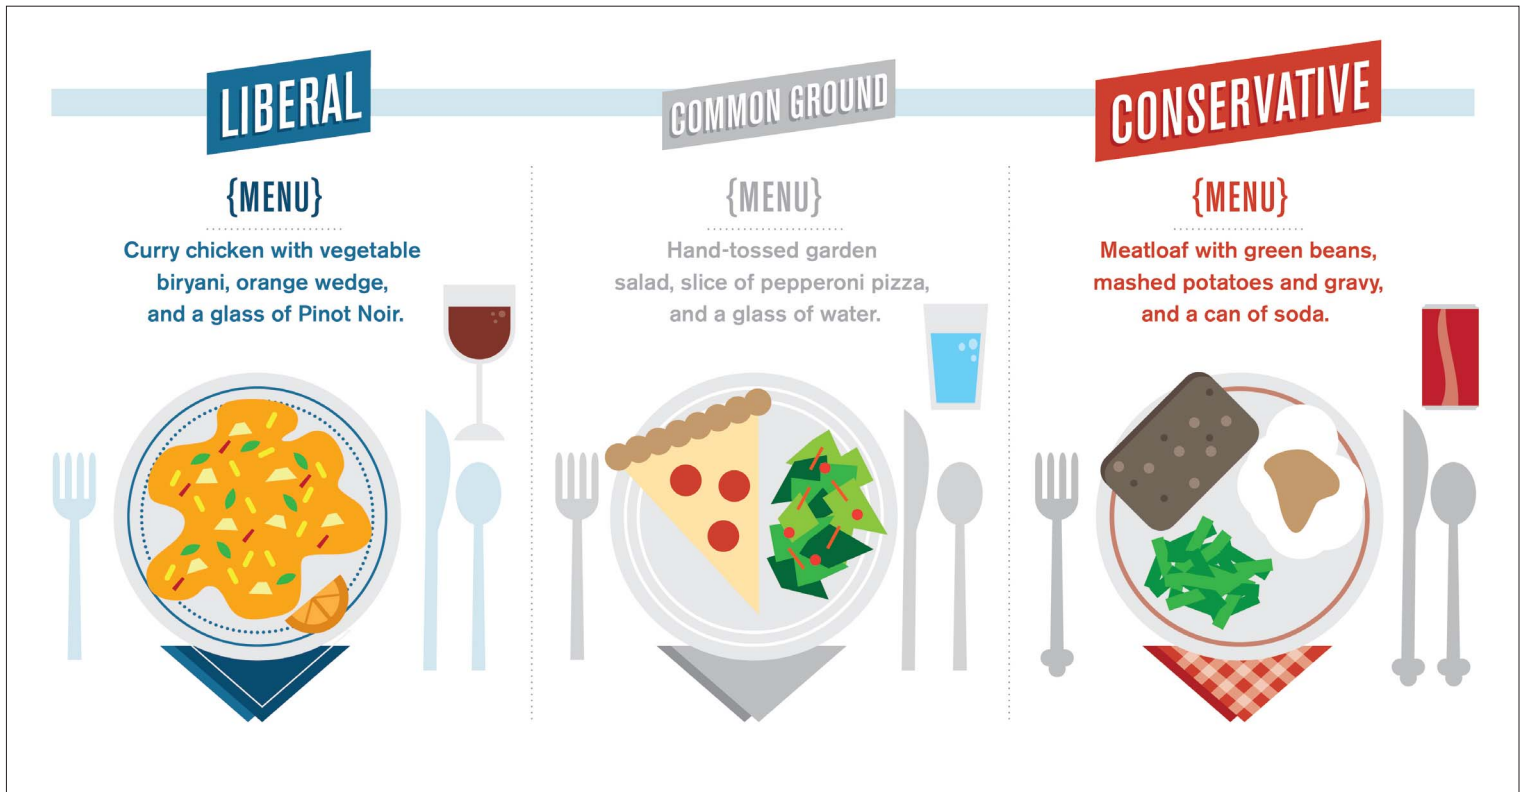 LIBERAL
{MENU}
Curry chicken with vegetable
biryani, orange wedge,
and a glass of Pinot Noir.
COMMON GROUND
{MENU}
Hand-tossed garden
salad, slice of pepperoni pizza,
and a glass of water.
CONSERVATIVE
{MENU}
Meatloaf with green beans,
mashed potatoes and gravy,
and a can of soda.